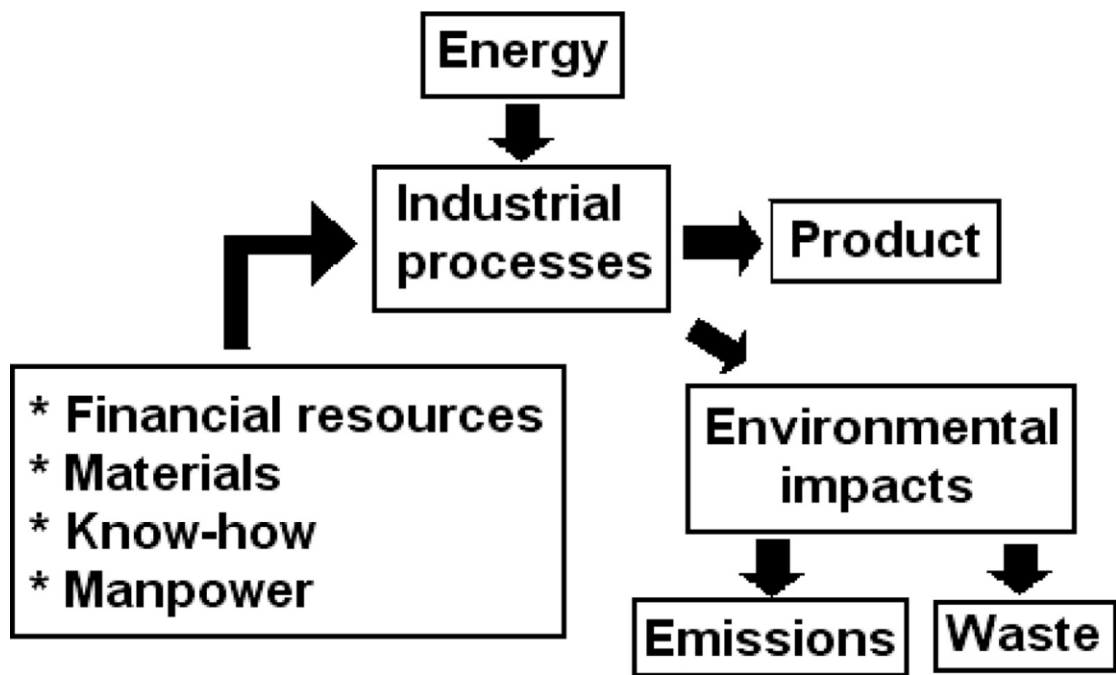 Energy
Industrial
processes
Product
* Financial resources
* Materials
* Know-how
* Manpower
Environmental
impacts
Emissions
Waste